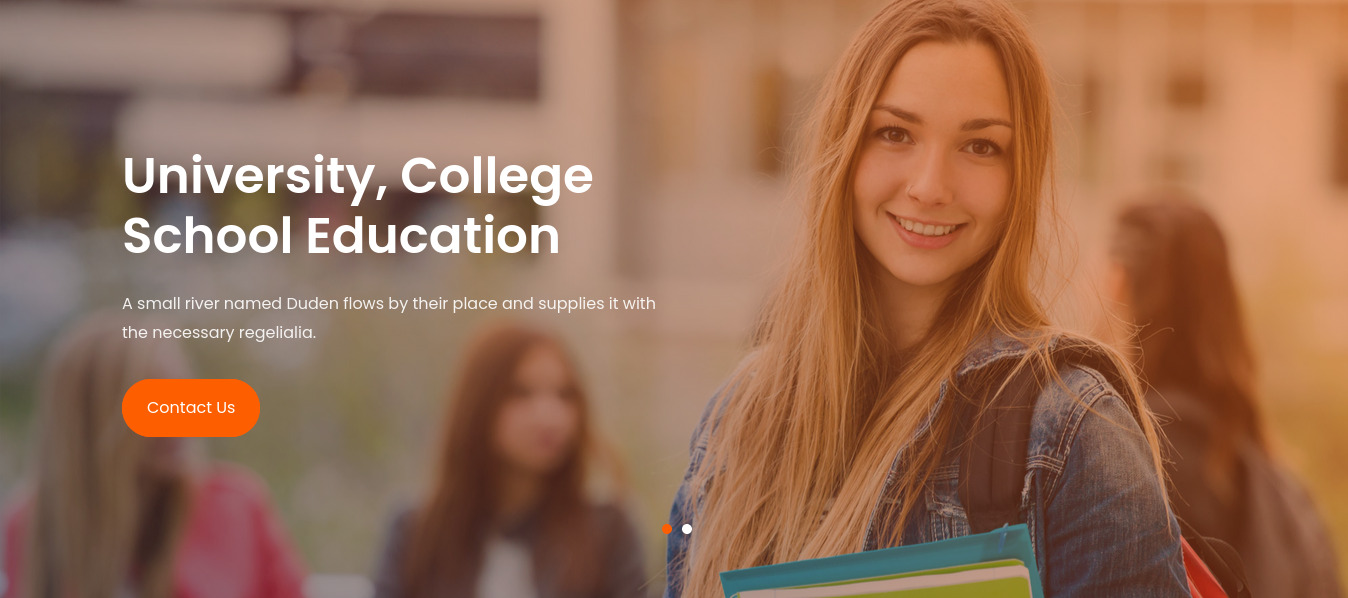 University, College
School Education
A small river named Duden flows by their place and supplies it with
the necessary regelialia.
Contact Us